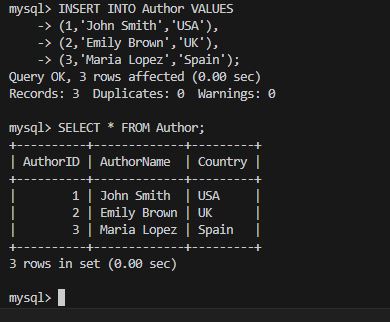 mysql> INSERT INTO Author VALUES
    -> (1,'John Smith','USA'),
    -> (2,'Emily Brown','UK'),
    -> (3,'Maria Lopez','Spain');
Query OK, 3 rows affected (0.00 sec)
Records: 3  Duplicates: 0  Warnings: 0

mysql> SELECT * FROM Author;
+----------+-------------+---------+
| AuthorID | AuthorName  | Country |
+----------+-------------+---------+
|        1 | John Smith  | USA     |
|        2 | Emily Brown | UK      |
|        3 | Maria Lopez | Spain   |
+----------+-------------+---------+
3 rows in set (0.00 sec)

mysql>